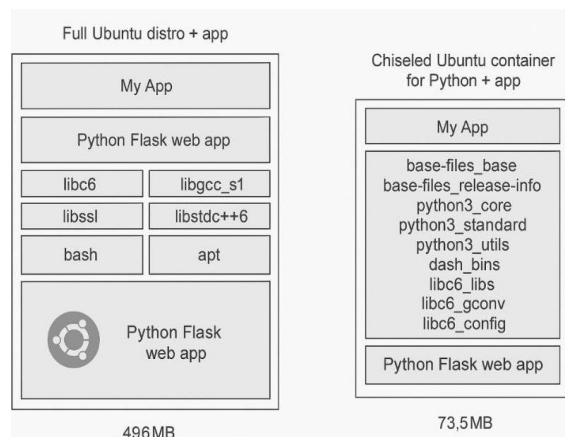 Full Ubuntu distro + app
My App
Python Flask web app
libc6
libgcc_s1
libssl
libstdc++6
bash
apt
Python Flask
web app
496MB
Chiseled Ubuntu container
for Python + app
My App
base-files_base
base-files_release-info
python3_core
python3_standard
python3_utils
dash_bins
libc6_libs
libc6_gconv
libc6_config
Python Flask web app
73,5MB